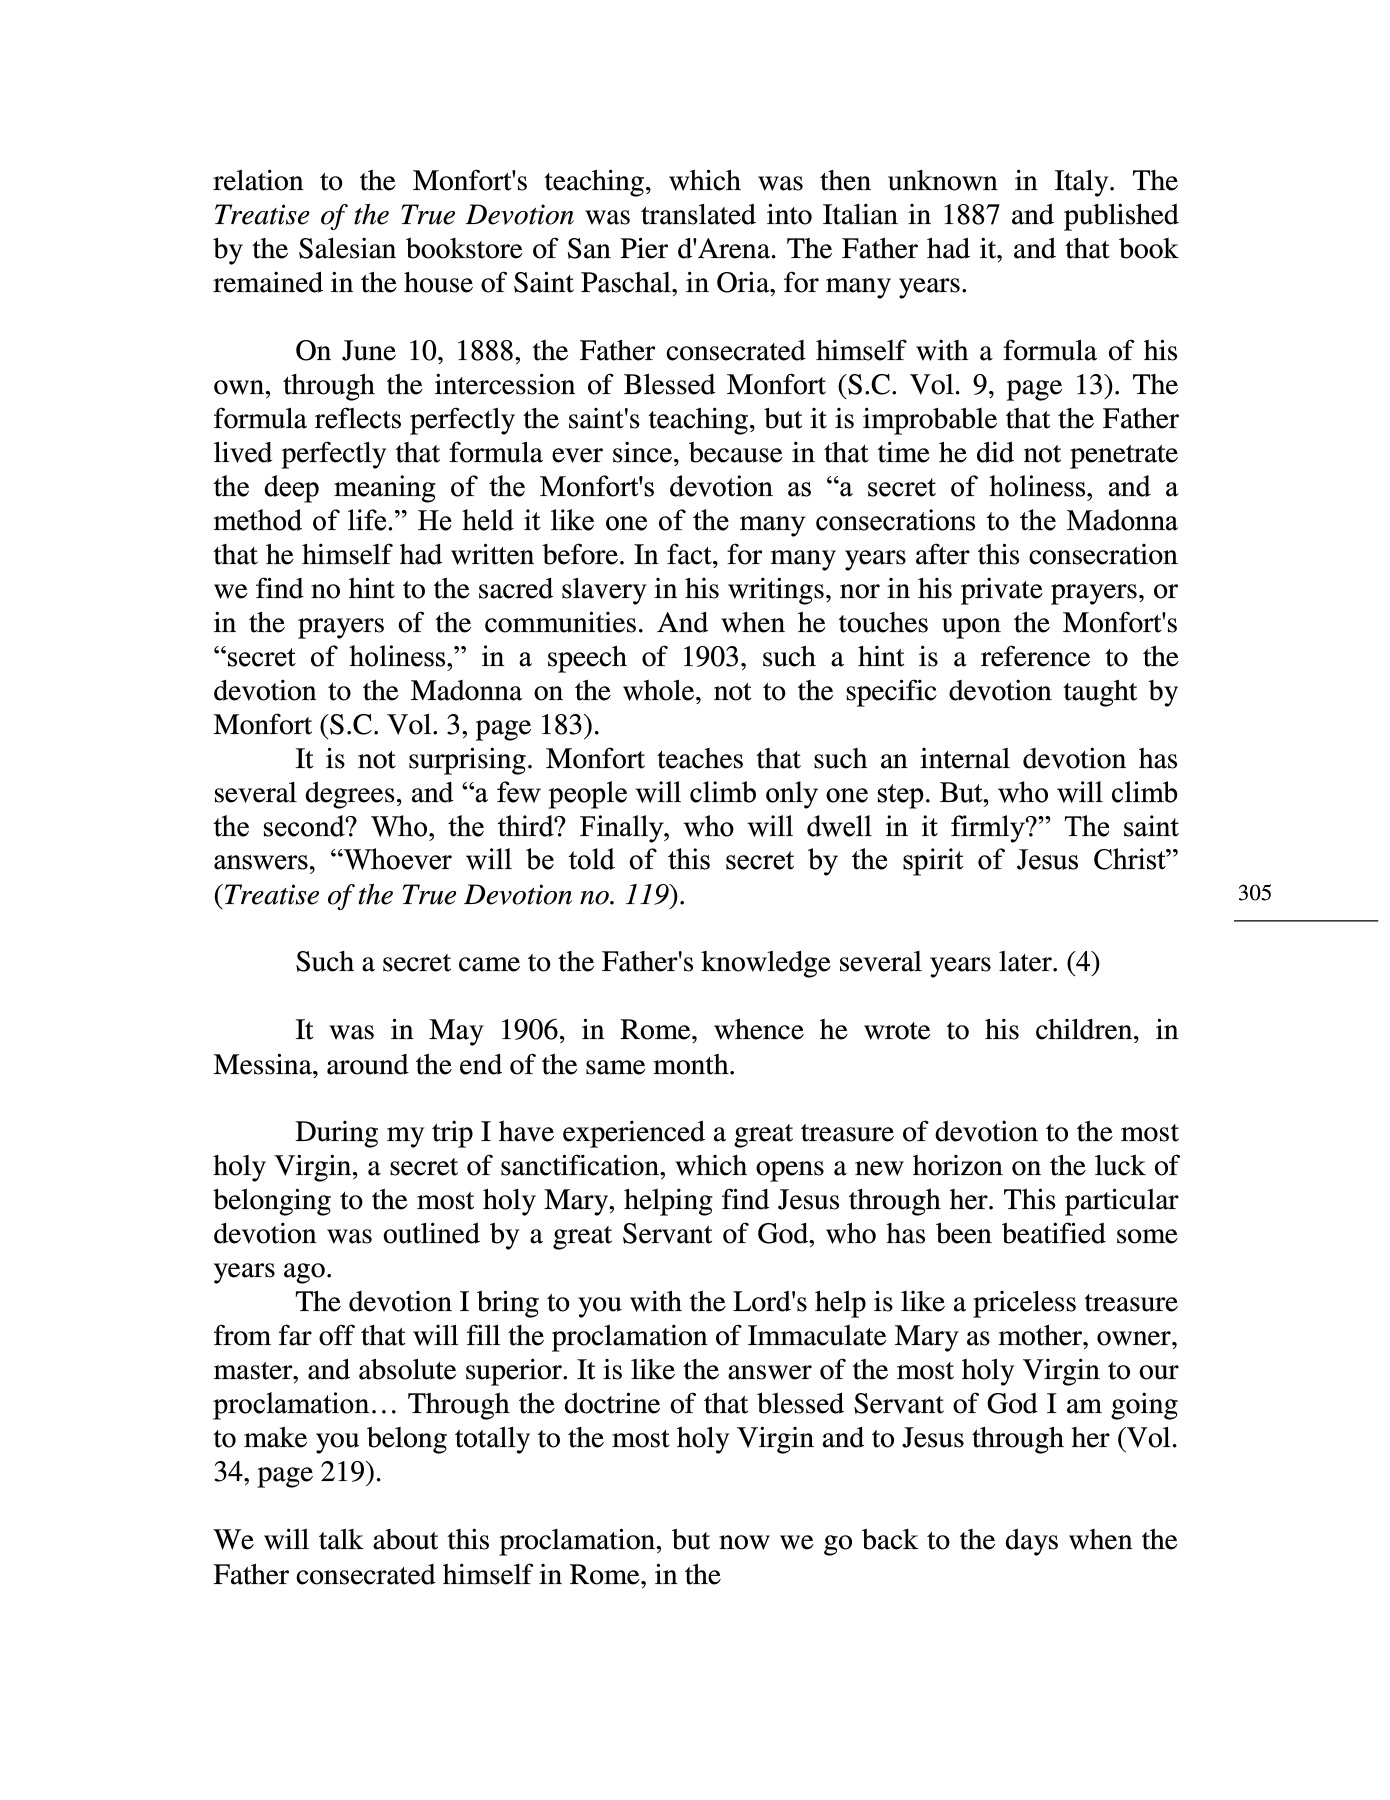 relation to the Monfort's teaching, which was then unknown in Italy. The
Treatise of the True Devotion was translated into Italian in 1887 and published
by the Salesian bookstore of San Pier d'Arena. The Father had it, and that book
remained in the house of Saint Paschal, in Oria, for many years.
On June 10, 1888, the Father consecrated himself with a formula of his
own, through the intercession of Blessed Monfort (S.C. Vol. 9, page 13). The
formula reflects perfectly the saint's teaching, but it is improbable that the Father
lived perfectly that formula ever since, because in that time he did not penetrate
the deep meaning of the Monfort's devotion as “a secret of holiness, and a
method of life.” He held it like one of the many consecrations to the Madonna
that he himself had written before. In fact, for many years after this consecration
we find no hint to the sacred slavery in his writings, nor in his private prayers, or
in the prayers of the communities. And when he touches upon the Monfort's
“secret of holiness,” in a speech of 1903, such a hint is a reference to the
devotion to the Madonna on the whole, not to the specific devotion taught by
Monfort (S.C. Vol. 3, page 183).
It is not surprising. Monfort teaches that such an internal devotion has
several degrees, and “a few people will climb only one step. But, who will climb
the second? Who, the third? Finally, who will dwell in it firmly?” The saint
answers, “Whoever will be told of this secret by the spirit of Jesus Christ”
(Treatise of the True Devotion no. 119).
305
Such a secret came to the Father's knowledge several years later. (4)
It was in May 1906, in Rome, whence he wrote to his children, in
Messina, around the end of the same month.
During my trip I have experienced a great treasure of devotion to the most
holy Virgin, a secret of sanctification, which opens a new horizon on the luck of
belonging to the most holy Mary, helping find Jesus through her. This particular
devotion was outlined by a great Servant of God, who has been beatified some
years ago.
The devotion I bring to you with the Lord's help is like a priceless treasure
from far off that will fill the proclamation of Immaculate Mary as mother, owner,
master, and absolute superior. It is like the answer of the most holy Virgin to our
proclamation… Through the doctrine of that blessed Servant of God I am going
to make you belong totally to the most holy Virgin and to Jesus through her (Vol.
34, page 219).
We will talk about this proclamation, but now we go back to the days when the
Father consecrated himself in Rome, in the